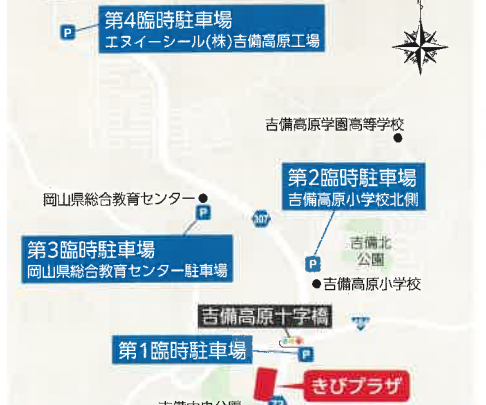 第4臨時駐車場
P
エヌイーシール(株)吉備高原工場
吉備高原学園高等学校
第2臨時駐車場
吉備高原小学校北側
岡山県総合教育センター
P
307
第3臨時駐車場
岡山県総合教育センター駐車場
吉備北
公園
P
吉備高原小学校
吉備高原十字橋
第1臨時駐車場
P
きびプラザ